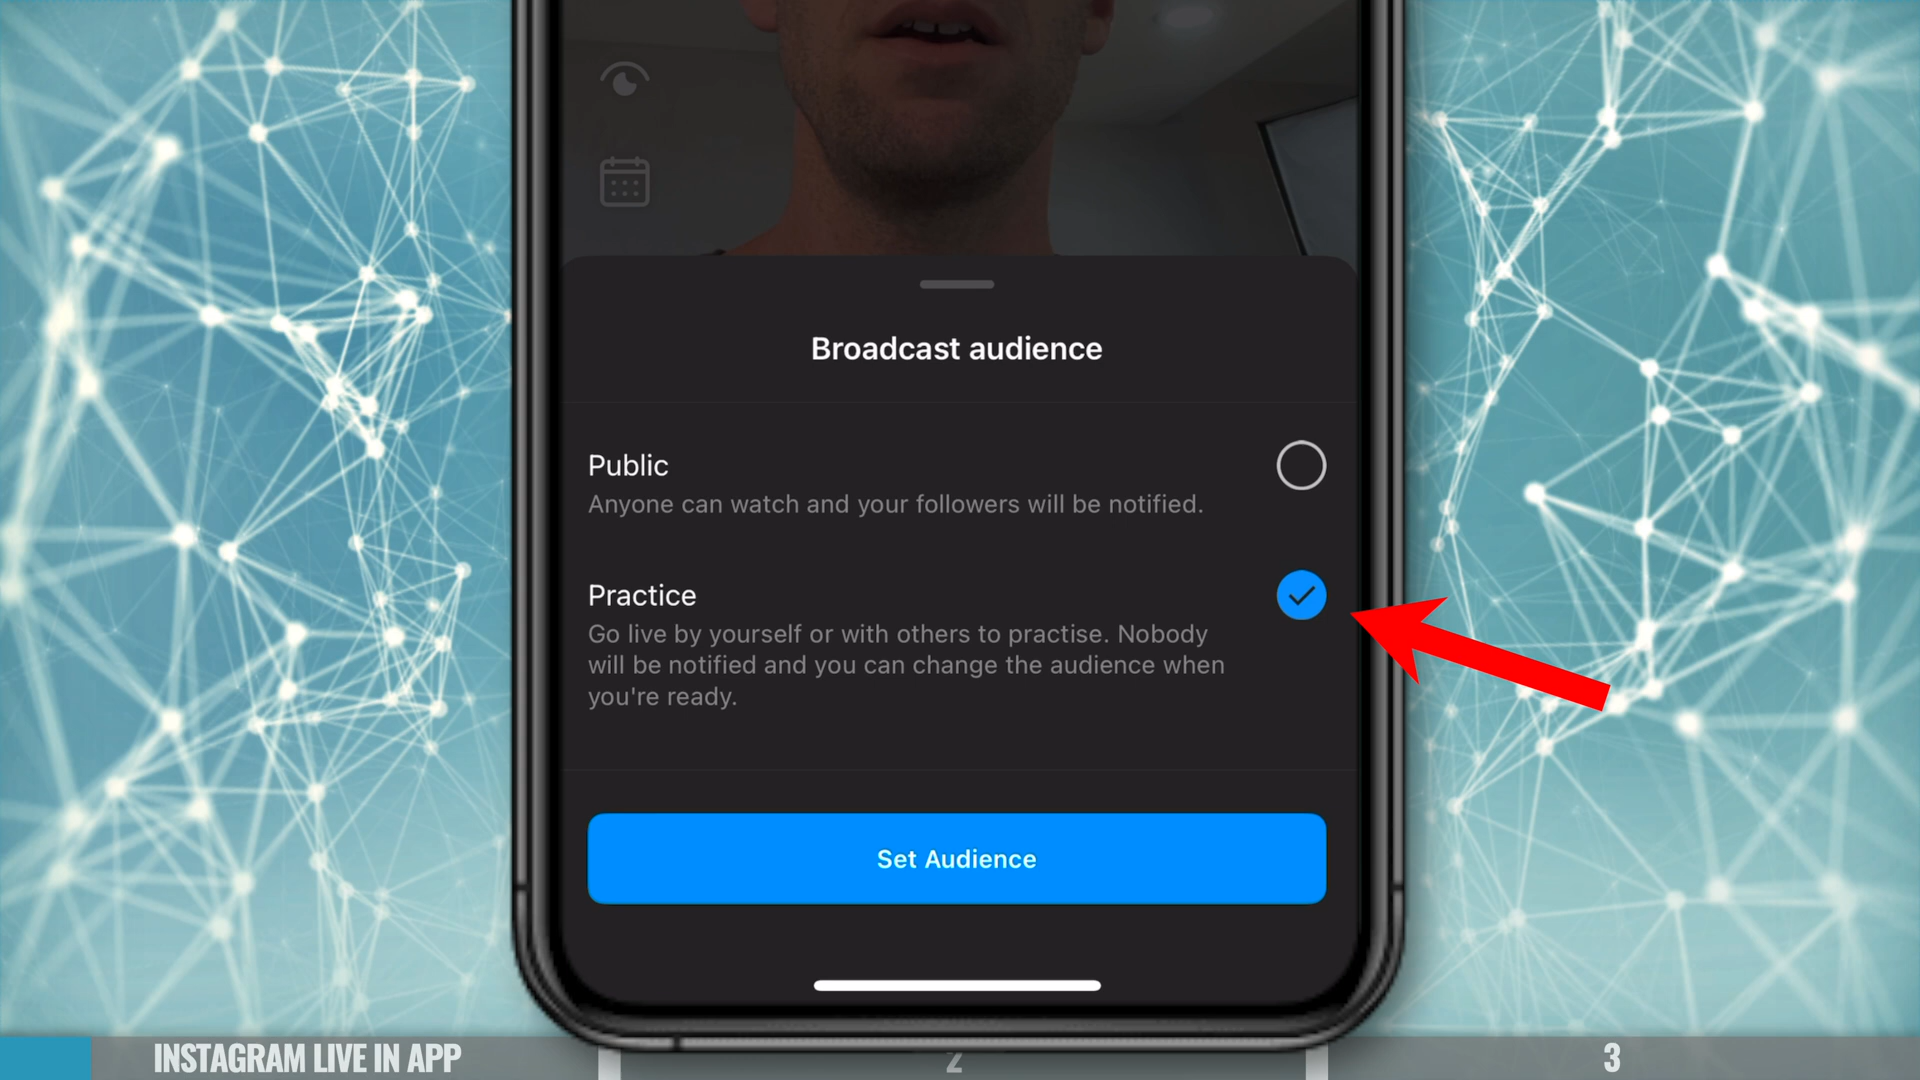 Broadcast audience
Public
Anyone can watch and your followers will be notified.
Practice
Go live by yourself or with others to practise. Nobody
will be notified and you can change the audience when
you're ready.
Set Audience
INSTAGRAM LIVE IN APP
2
3